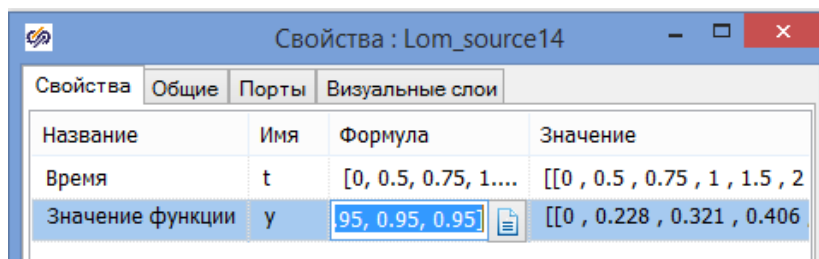 Свойства : Lom_source14
Свойства Общие Порты Визуальные слои
Название Имя Формула Значение
Время t [0, 0.5, 0.75, 1.... [[0 , 0.5 , 0.75 , 1 , 1.5 , 2
Значение функции y 95, 0.95, 0.95] [[0 , 0.228 , 0.321 , 0.406 ,